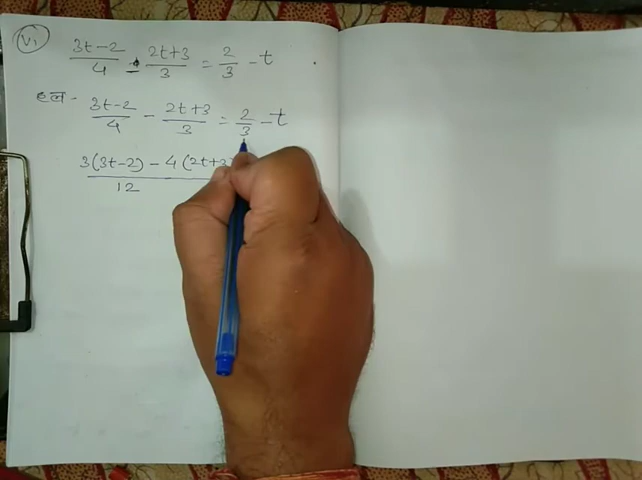 vi
(3t-2)/4 - (2t+3)/3 = 2/3 - t
हल - (3t-2)/4 - (2t+3)/3 = 2/3 - t
(3(3t-2) - 4(2t+3)/12